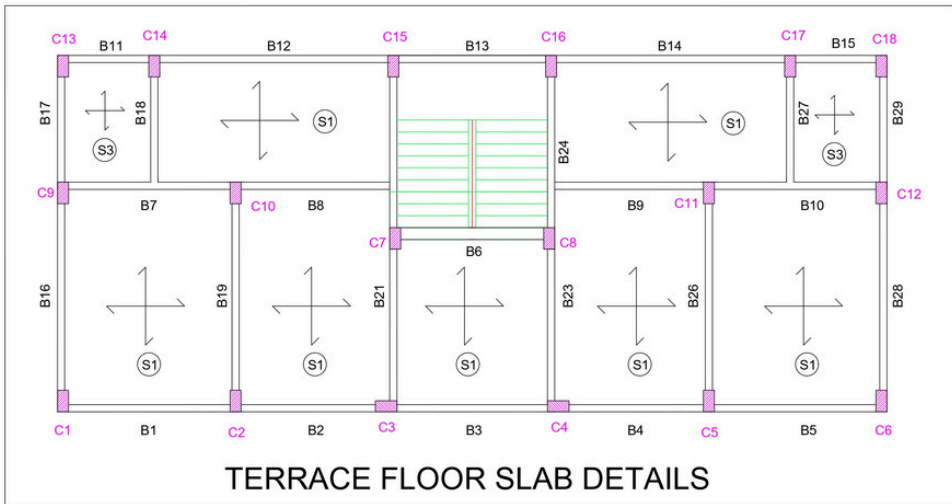 C13 B11 C14 B12 C15 B13 C16 B14 C17 B15 C18
B17 S3 B18 S1 B24 S1 B27 S3 B29
C9 B7 C10 B8 C7 B6 C8 B9 C11 B10 C12
B16 S1 B19 S1 B21 S1 B23 S1 B26 S1 B28
C1 B1 C2 B2 C3 B3 C4 B4 C5 B5 C6
TERRACE FLOOR SLAB DETAILS